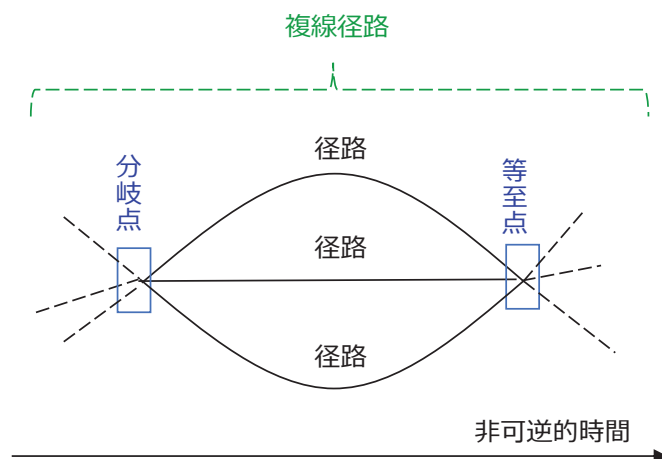 複線径路
径路
分岐点
等至点
径路
径路
非可逆的時間